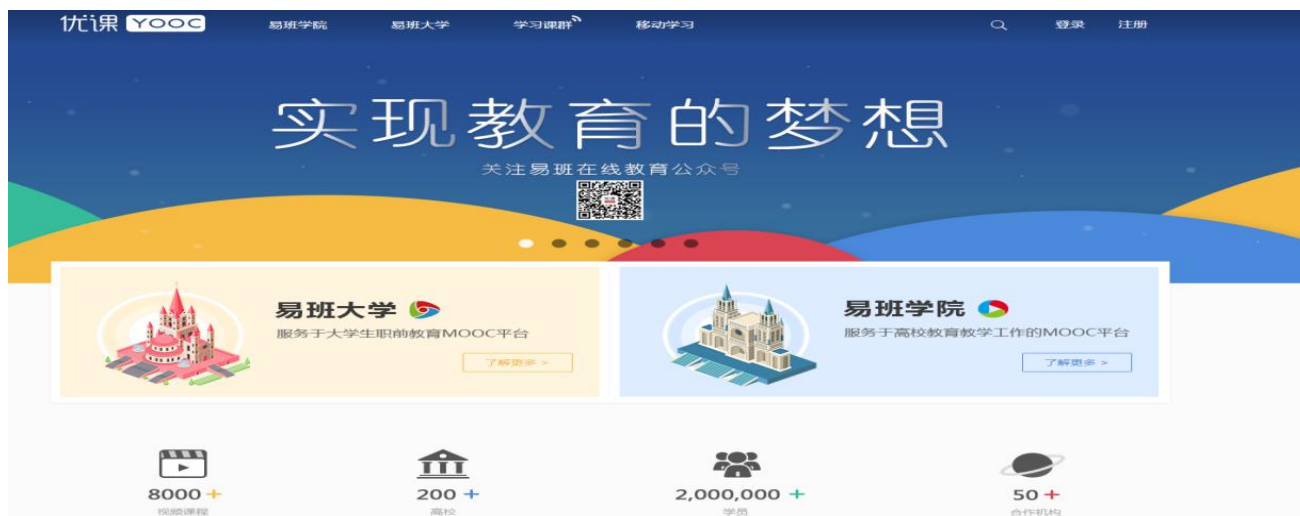 优课 YOOC 易班学院 易班大学 学习课群 移动学习 登录 注册
实现教育的梦想
关注易班在线教育公众号
易班大学
服务于大学生职前教育MOOC平台
了解更多 >
易班学院
服务于高校教育教学工作的MOOC平台
了解更多 >
8000 +
视频课程
200 +
高校
2,000,000 +
学员
50 +
合作机构